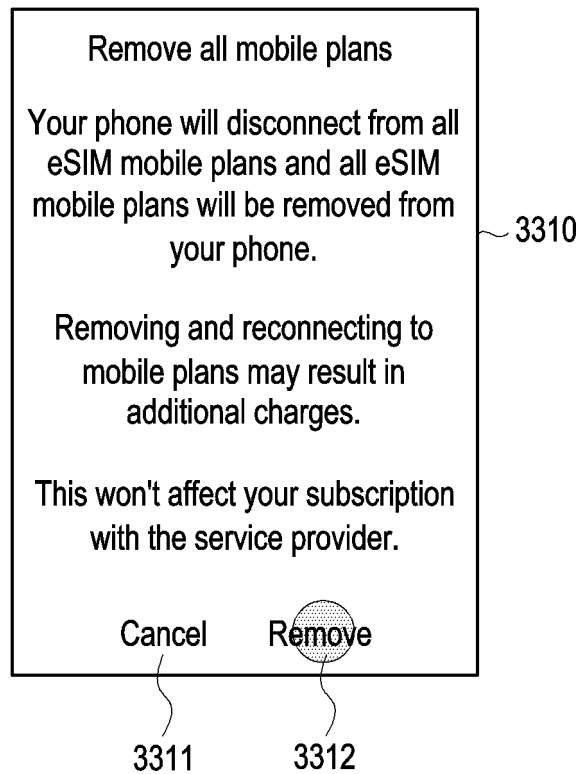 Remove all mobile plans
Your phone will disconnect from all
eSIM mobile plans and all eSIM
mobile plans will be removed from
your phone.
3310
Removing and reconnecting to
mobile plans may result in
additional charges.
This won't affect your subscription
with the service provider.
Cancel Remove
3311 3312